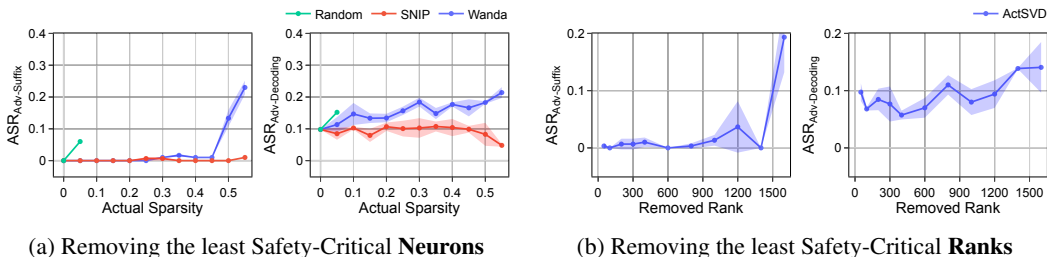 Random SNIP Wanda
ActSVD
0.4
0.3
0.2
0.1
0
ASR_Adv-Suffix
0 0.1 0.2 0.3 0.4 0.5
Actual Sparsity
0.4
0.3
0.2
0.1
0
ASR_Adv-Decoding
0 0.1 0.2 0.3 0.4 0.5
Actual Sparsity
0.2
0.1
0
ASR_Adv-Suffix
0 300 600 900 1200 1500
Removed Rank
0.2
0.1
0
ASR_Adv-Decoding
0 300 600 900 1200 1500
Removed Rank
(a) Removing the least Safety-Critical Neurons
(b) Removing the least Safety-Critical Ranks